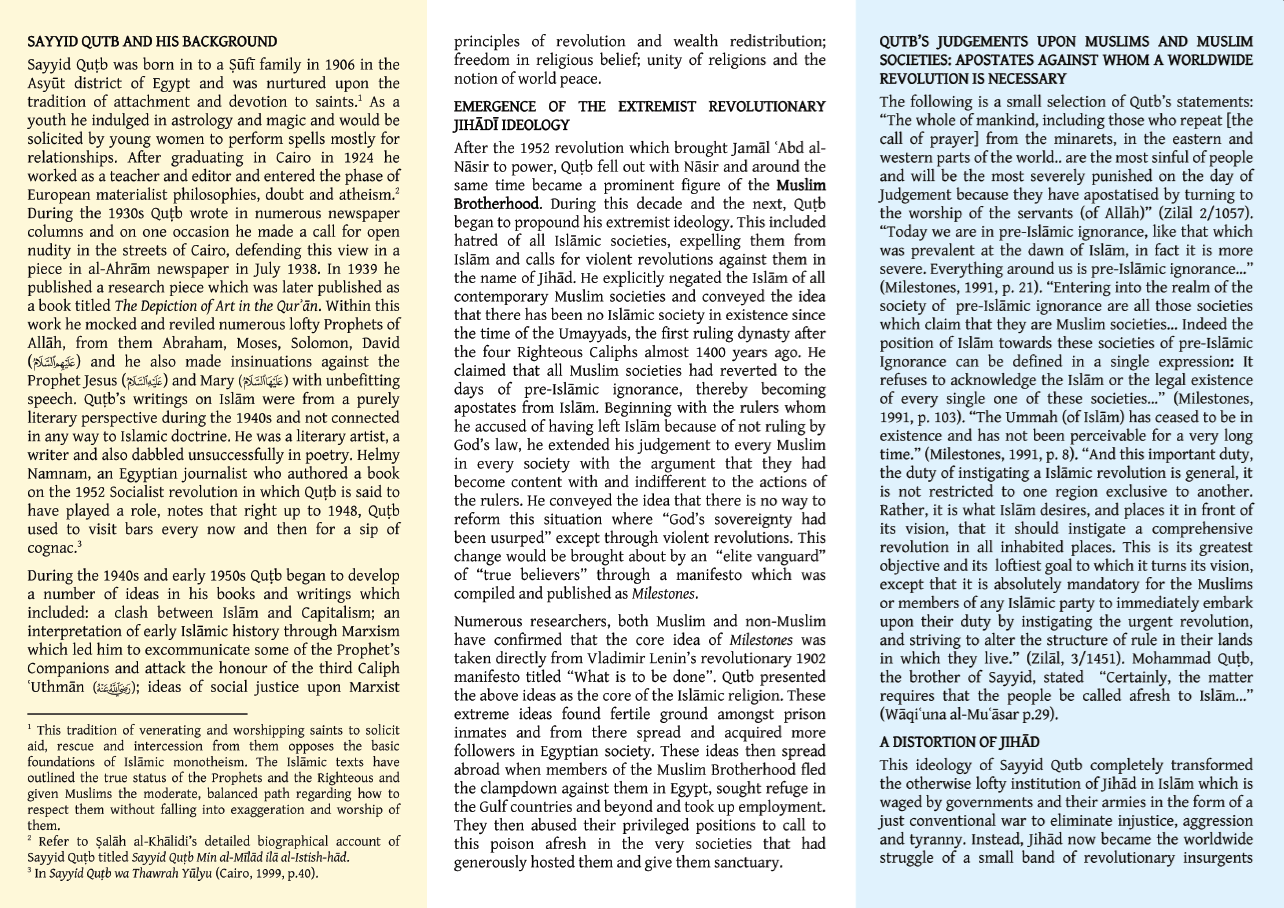 SAYYID QUTB AND HIS BACKGROUND
Sayyid Quṭb was born in to a Ṣūfī family in 1906 in the
Asyūt district of Egypt and was nurtured upon the
tradition of attachment and devotion to saints.¹ As a
youth he indulged in astrology and magic and would be
solicited by young women to perform spells mostly for
relationships. After graduating in Cairo in 1924 he
worked as a teacher and editor and entered the phase of
European materialist philosophies, doubt and atheism.²
During the 1930s Quṭb wrote in numerous newspaper
columns and on one occasion he made a call for open
nudity in the streets of Cairo, defending this view in a
piece in al-Ahrām newspaper in July 1938. In 1939 he
published a research piece which was later published as
a book titled The Depiction of Art in the Qurʾān. Within this
work he mocked and reviled numerous lofty Prophets of
Allāh, from them Abraham, Moses, Solomon, David
(عَلَيْهِمُ السَّلَامُ) and he also made insinuations against the
Prophet Jesus (عَلَيْهِ السَّلَامُ) and Mary (عَلَيْهَا السَّلَامُ) with unbefitting
speech. Quṭb's writings on Islām were from a purely
literary perspective during the 1940s and not connected
in any way to Islamic doctrine. He was a literary artist, a
writer and also dabbled unsuccessfully in poetry. Helmy
Namnam, an Egyptian journalist who authored a book
on the 1952 Socialist revolution in which Quṭb is said to
have played a role, notes that right up to 1948, Quṭb
used to visit bars every now and then for a sip of
cognac.³
During the 1940s and early 1950s Quṭb began to develop
a number of ideas in his books and writings which
included: a clash between Islām and Capitalism; an
interpretation of early Islāmic history through Marxism
which led him to excommunicate some of the Prophet's
Companions and attack the honour of the third Caliph
ʿUthmān (رَضِيَ اللَّهُ عَنْهُ); ideas of social justice upon Marxist
¹ This tradition of venerating and worshipping saints to solicit
aid, rescue and intercession from them opposes the basic
foundations of Islāmic monotheism. The Islāmic texts have
outlined the true status of the Prophets and the Righteous and
given Muslims the moderate, balanced path regarding how to
respect them without falling into exaggeration and worship of
them.
² Refer to Ṣalāh al-Khālidi's detailed biographical account of
Sayyid Quṭb titled Sayyid Quṭb Min al-Mīlād ilā al-Istish-hād.
³ In Sayyid Quṭb wa Thawrah Yūlyu (Cairo, 1999, p.40).
principles of revolution and wealth redistribution;
freedom in religious belief; unity of religions and the
notion of world peace.
EMERGENCE OF THE EXTREMIST REVOLUTIONARY
JIHĀDĪ IDEOLOGY
After the 1952 revolution which brought Jamāl ʿAbd al-
Nāsir to power, Quṭb fell out with Nāsir and around the
same time became a prominent figure of the Muslim
Brotherhood. During this decade and the next, Quṭb
began to propound his extremist ideology. This included
hatred of all Islāmic societies, expelling them from
Islām and calls for violent revolutions against them in
the name of Jihād. He explicitly negated the Islām of all
contemporary Muslim societies and conveyed the idea
that there has been no Islāmic society in existence since
the time of the Umayyads, the first ruling dynasty after
the four Righteous Caliphs almost 1400 years ago. He
claimed that all Muslim societies had reverted to the
days of pre-Islāmic ignorance, thereby becoming
apostates from Islām. Beginning with the rulers whom
he accused of having left Islām because of not ruling by
God's law, he extended his judgement to every Muslim
in every society with the argument that they had
become content with and indifferent to the actions of
the rulers. He conveyed the idea that there is no way to
reform this situation where “God's sovereignty had
been usurped” except through violent revolutions. This
change would be brought about by an “elite vanguard”
of “true believers” through a manifesto which was
compiled and published as Milestones.
Numerous researchers, both Muslim and non-Muslim
have confirmed that the core idea of Milestones was
taken directly from Vladimir Lenin's revolutionary 1902
manifesto titled “What is to be done”. Qutb presented
the above ideas as the core of the Islāmic religion. These
extreme ideas found fertile ground amongst prison
inmates and from there spread and acquired more
followers in Egyptian society. These ideas then spread
abroad when members of the Muslim Brotherhood fled
the clampdown against them in Egypt, sought refuge in
the Gulf countries and beyond and took up employment.
They then abused their privileged positions to call to
this poison afresh in the very societies that had
generously hosted them and give them sanctuary.
QUTB'S JUDGEMENTS UPON MUSLIMS AND MUSLIM
SOCIETIES: APOSTATES AGAINST WHOM A WORLDWIDE
REVOLUTION IS NECESSARY
The following is a small selection of Qutb's statements:
“The whole of mankind, including those who repeat [the
call of prayer] from the minarets, in the eastern and
western parts of the world.. are the most sinful of people
and will be the most severely punished on the day of
Judgement because they have apostatised by turning to
the worship of the servants (of Allāh)” (Zilāl 2/1057).
“Today we are in pre-Islāmic ignorance, like that which
was prevalent at the dawn of Islām, in fact it is more
severe. Everything around us is pre-Islāmic ignorance...”
(Milestones, 1991, p. 21). “Entering into the realm of the
society of pre-Islāmic ignorance are all those societies
which claim that they are Muslim societies... Indeed the
position of Islām towards these societies of pre-Islāmic
Ignorance can be defined in a single expression: It
refuses to acknowledge the Islām or the legal existence
of every single one of these societies...” (Milestones,
1991, p. 103). “The Ummah (of Islām) has ceased to be in
existence and has not been perceivable for a very long
time.” (Milestones, 1991, p. 8). “And this important duty,
the duty of instigating a Islāmic revolution is general, it
is not restricted to one region exclusive to another.
Rather, it is what Islām desires, and places it in front of
its vision, that it should instigate a comprehensive
revolution in all inhabited places. This is its greatest
objective and its loftiest goal to which it turns its vision,
except that it is absolutely mandatory for the Muslims
or members of any Islāmic party to immediately embark
upon their duty by instigating the urgent revolution,
and striving to alter the structure of rule in their lands
in which they live.” (Zilāl, 3/1451). Mohammad Quṭb,
the brother of Sayyid, stated “Certainly, the matter
requires that the people be called afresh to Islām...”
(Wāqiʿuna al-Muʿāsar p.29).
A DISTORTION OF JIHĀD
This ideology of Sayyid Qutb completely transformed
the otherwise lofty institution of Jihād in Islām which is
waged by governments and their armies in the form of a
just conventional war to eliminate injustice, aggression
and tyranny. Instead, Jihād now became the worldwide
struggle of a small band of revolutionary insurgents